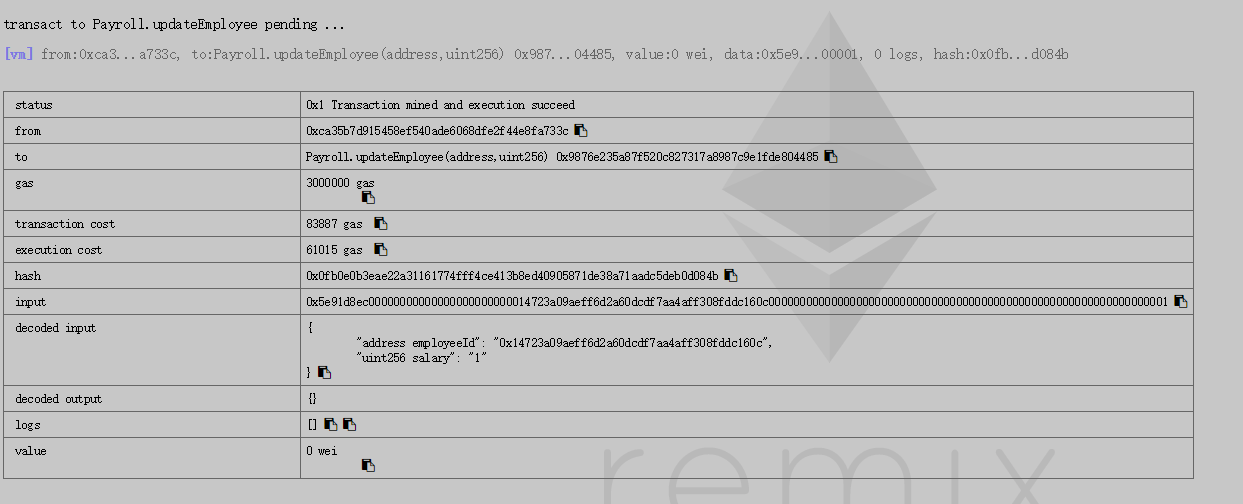 transact to Payroll.updateEmployee pending ...
[vm] from:0xca3...a733c, to:Payroll.updateEmployee(address,uint256) 0x987...04485, value:0 wei, data:0x5e9...00001, 0 logs, hash:0x0fb...d084b
status 0x1 Transaction mined and execution succeed
from 0xca35b7d915458ef540ade6068dfe2f44e8fa733c
to Payroll.updateEmployee(address,uint256) 0x9876e235a87f520c827317a8987c9e1fde804485
gas 3000000 gas
transaction cost 83887 gas
execution cost 61015 gas
hash 0x0fb0e0b3eae22a31161774fff4ce413b8ed40905871de38a71aadc5deb0d084b
input 0x5e91d8ec00000000000000000000000014723a09aeff6d2a60dcdf7aa4aff308fddc160c0000000000000000000000000000000000000000000000000000000000000001
decoded input {
"address employeeId": "0x14723a09aeff6d2a60dcdf7aa4aff308fddc160c",
"uint256 salary": "1"
}
decoded output {}
logs []
value 0 wei
remix